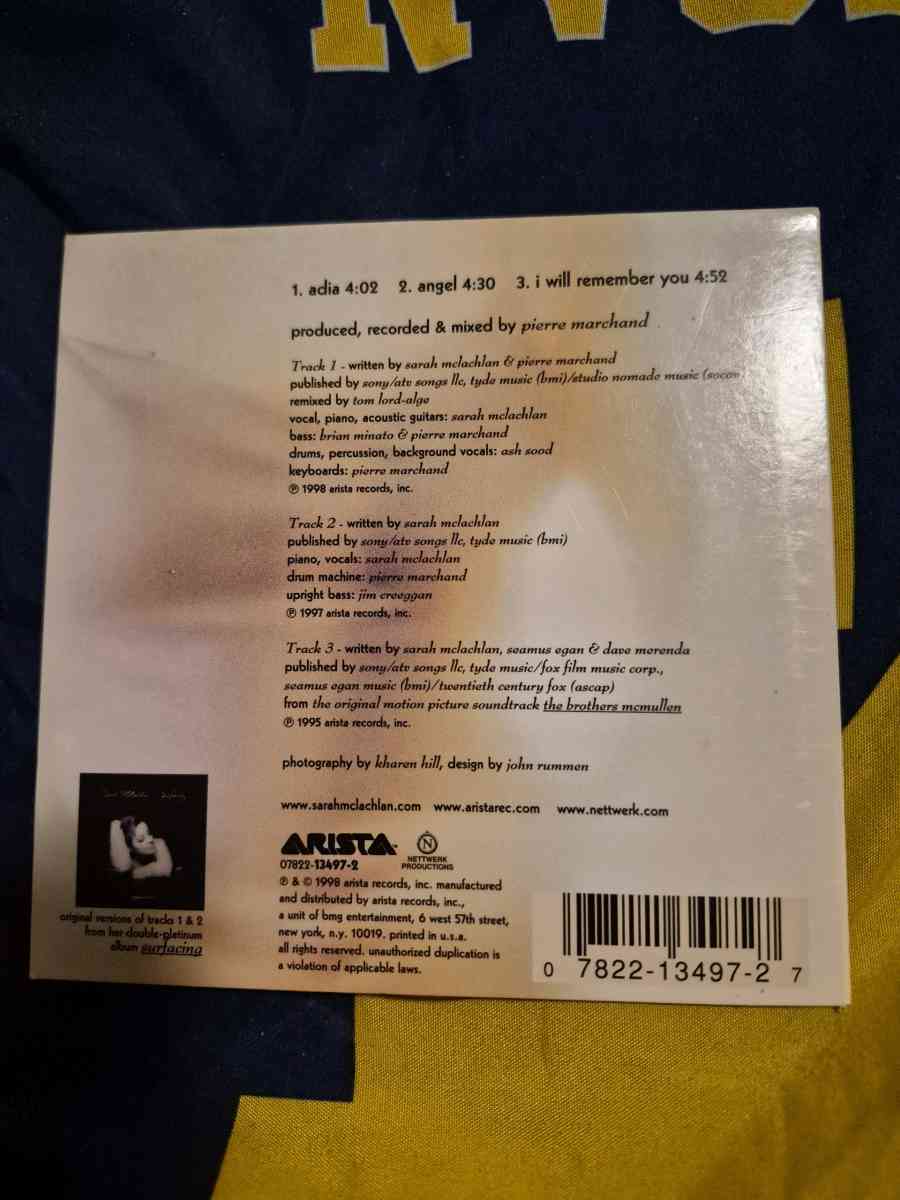 1. adia 4:02 2. angel 4:30 3. i will remember you 4:52
produced, recorded & mixed by pierre marchand
Track 1 - written by sarah mclachlan & pierre marchand
published by sony/atv songs llc, tyde music (bmi)/studio nomade music (socan)
remixed by tom lord-alge
vocal, piano, acoustic guitars: sarah mclachlan
bass: brian minato & pierre marchand
drums, percussion, background vocals: ash sood
keyboards: pierre marchand
℗ 1998 arista records, inc.
Track 2 - written by sarah mclachlan
published by sony/atv songs llc, tyde music (bmi)
piano, vocals: sarah mclachlan
drum machine: pierre marchand
upright bass: jim creeggan
℗ 1997 arista records, inc.
Track 3 - written by sarah mclachlan, seamus egan & dave merenda
published by sony/atv songs llc, tyde music/fox film music corp.,
seamus egan music (bmi)/twentieth century fox (ascap)
from the original motion picture soundtrack the brothers mcmullen
℗ 1995 arista records, inc.
photography by kharen hill, design by john rummen
www.sarahmclachlan.com www.aristarec.com www.nettwerk.com
ARISTA
07822-13497-2
N
NETTWERK
PRODUCTIONS
℗ & © 1998 arista records, inc. manufactured
and distributed by arista records, inc.,
a unit of bmg entertainment, 6 west 57th street,
new york, n.y. 10019. printed in u.s.a.
all rights reserved. unauthorized duplication is
a violation of applicable laws.
original versions of tracks 1 & 2
from her double-platinum
album surfacing
0 7822-13497-2 7